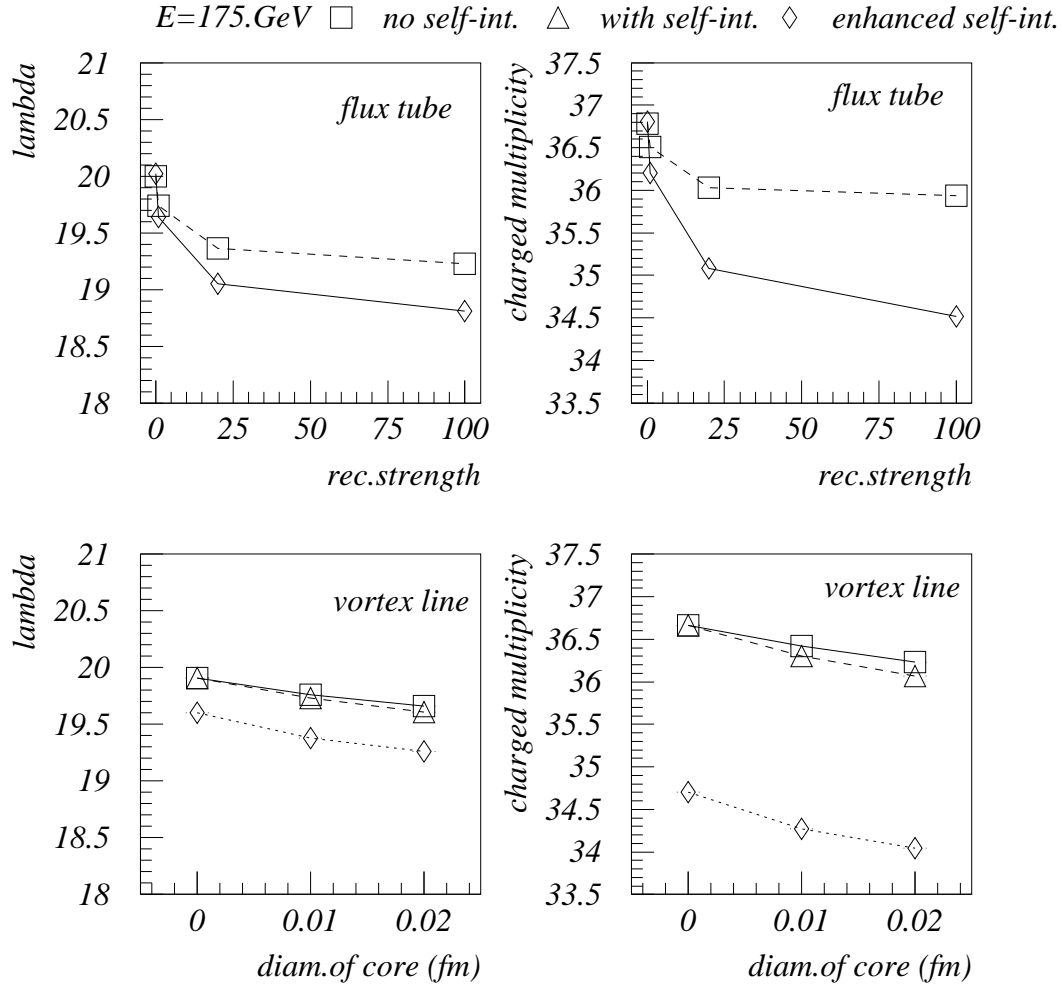 E=175.GeV no self-int. with self-int. enhanced self-int.
lambda
21
20.5
20
19.5
19
18.5
18
flux tube
0 25 50 75 100
rec.strength
charged multiplicity
37.5
37
36.5
36
35.5
35
34.5
34
33.5
flux tube
0 25 50 75 100
rec.strength
lambda
21
20.5
20
19.5
19
18.5
18
vortex line
0 0.01 0.02
diam.of core (fm)
charged multiplicity
37.5
37
36.5
36
35.5
35
34.5
34
33.5
vortex line
0 0.01 0.02
diam.of core (fm)